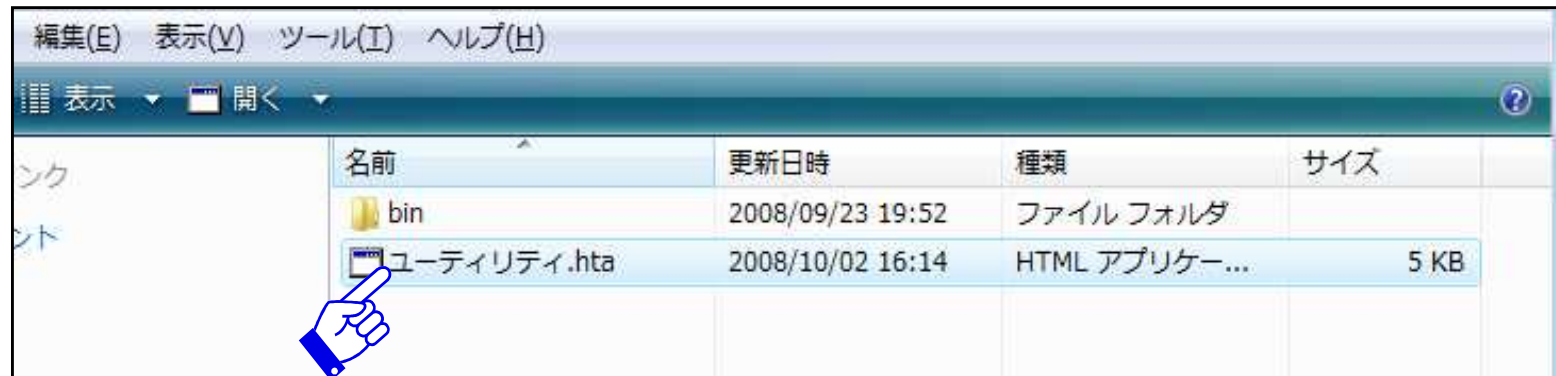 編集(E) 表示(V) ツール(T) ヘルプ(H)
表示 開く
ンク
名前 更新日時 種類 サイズ
bin 2008/09/23 19:52 ファイル フォルダ
ント
ユーティリティ.hta 2008/10/02 16:14 HTML アプリケー... 5 KB